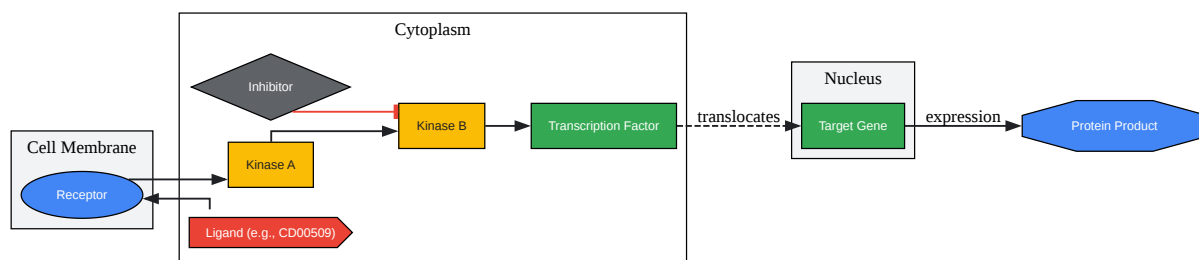 Cytoplasm
Inhibitor
Kinase B
Transcription Factor
translocates
Nucleus
Target Gene
expression
Protein Product
Cell Membrane
Receptor
Kinase A
Ligand (e.g., CD00509)